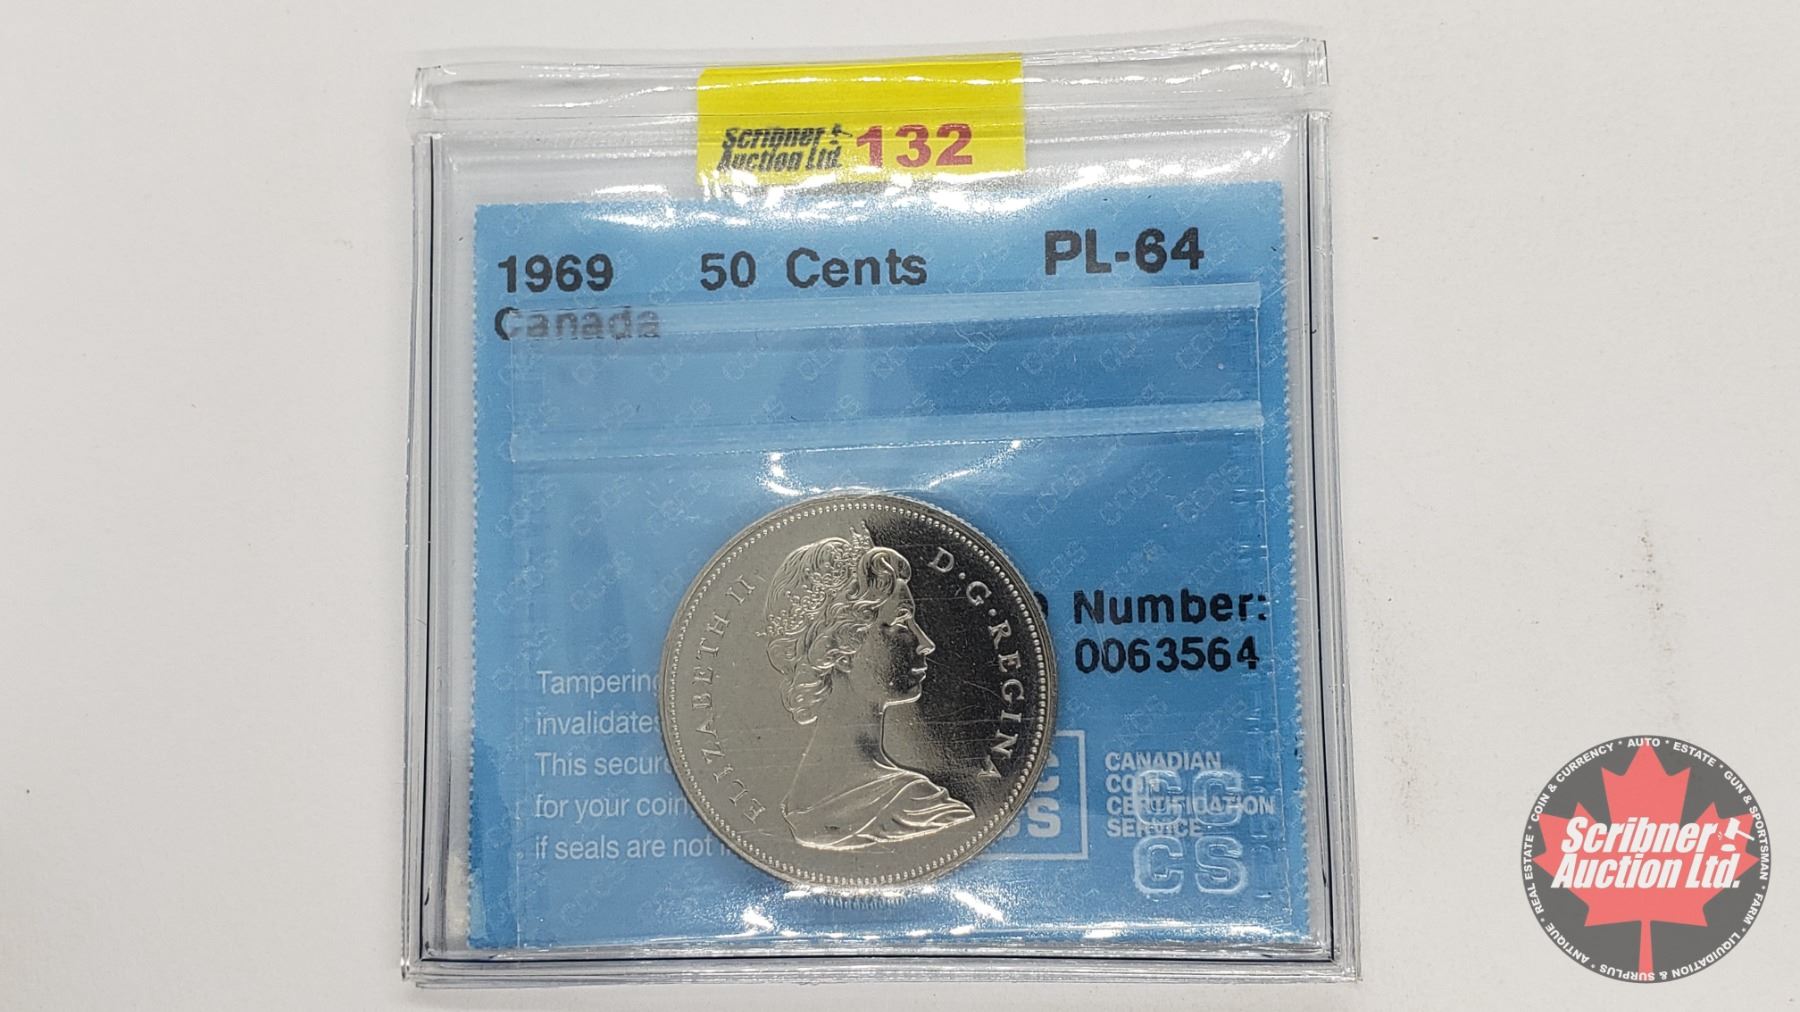 Scribner
Auction Ltd. 132
1969 50 Cents PL-64
Canada
Number:
0063564
ELIZABETH II D·G·REGINA
Tampering
invalidates
This secure
for your coin
if seals are not
CANADIAN
COIN
CERTIFICATION
SERVICE
CC
CS
REAL ESTATE · COIN & CURRENCY · AUTO · ESTATE · GUN & SPORTSMAN · FARM · LIQUIDATION & SURPLUS · ANTIQUE ·
Scribner
Auction Ltd.